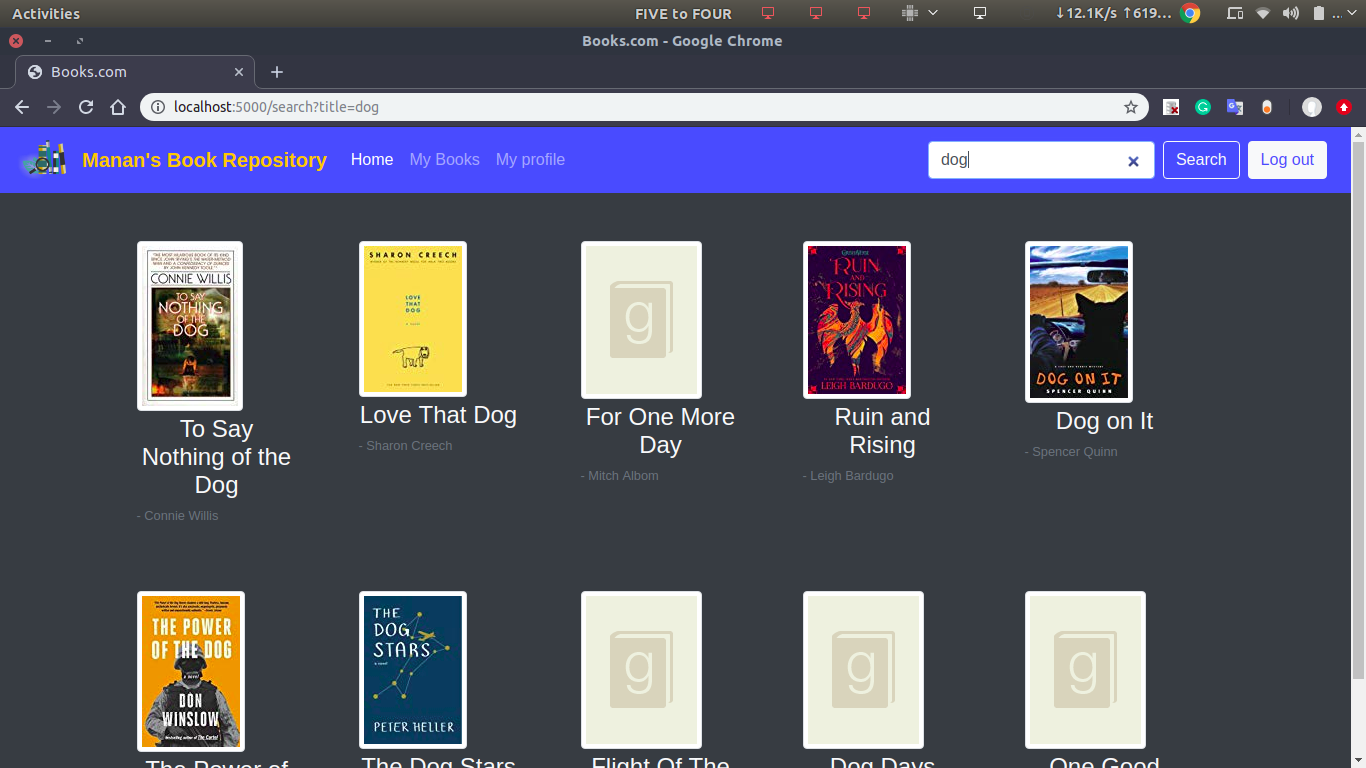 Activities
FIVE to FOUR
↓12.1K/s ↑619...
...
Books.com - Google Chrome
Books.com
localhost:5000/search?title=dog
Manan's Book Repository
Home
My Books
My profile
dog
Search
Log out
CONNIE WILLIS
TO SAY
NOTHING
OF THE
DOG
To Say
Nothing of the
Dog
- Connie Willis
SHARON CREECH
LOVE
THAT
DOG
a novel
Love That Dog
- Sharon Creech
g
For One More
Day
- Mitch Albom
RUIN
AND
RISING
LEIGH BARDUGO
Ruin and
Rising
- Leigh Bardugo
DOG ON IT
SPENCER QUINN
Dog on It
- Spencer Quinn
THE POWER
OF THE DOG
a novel
DON
WINSLOW
The Power of
THE
DOG
STARS
a novel
PETER HELLER
The Dog Stars
g
Flight Of The
g
Dog Days
g
One Good